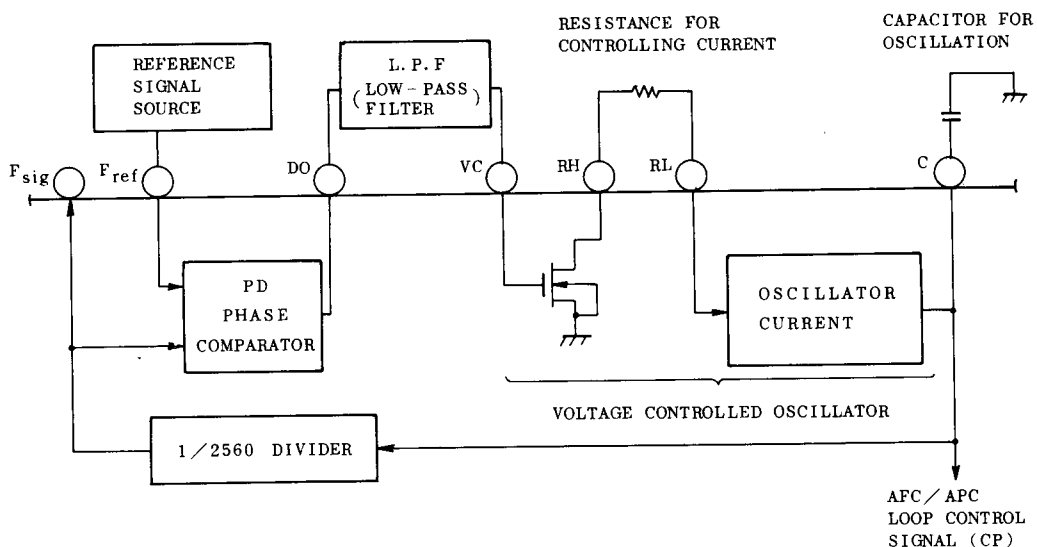 RESISTANCE FOR
CONTROLLING CURRENT
CAPACITOR FOR
OSCILLATION
REFERENCE
SIGNAL
SOURCE
L.P.F
(LOW-PASS
FILTER)
Fsig
Fref
DO
VC
RH
RL
C
PD
PHASE
COMPARATOR
OSCILLATOR
CURRENT
VOLTAGE CONTROLLED OSCILLATOR
1/2560 DIVIDER
AFC/APC
LOOP CONTROL
SIGNAL (CP)